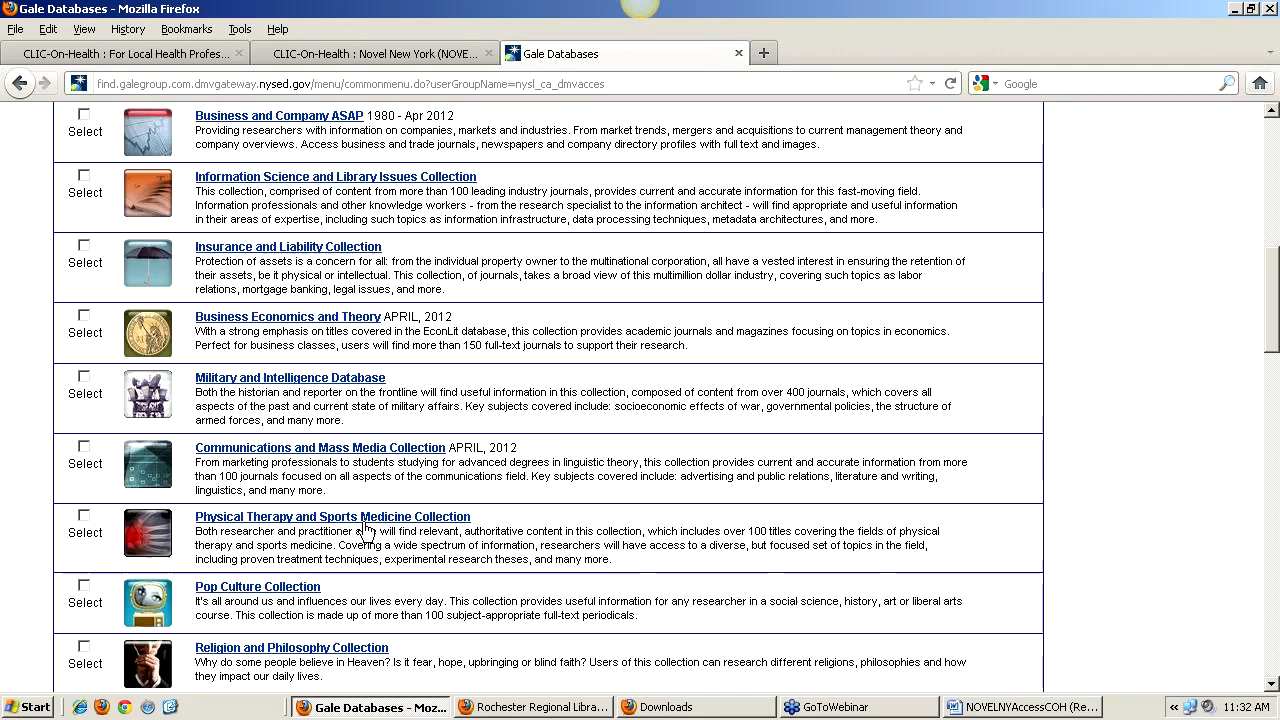 Gale Databases - Mozilla Firefox
File Edit View History Bookmarks Tools Help
CLIC-On-Health : For Local Health Profes...
CLIC-On-Health : Novel New York (NOVE...
Gale Databases
find.galegroup.com.dmvgateway.nysed.gov/menu/commonmenu.do?userGroupName=nysl_ca_dmvacces
Google
Select
Business and Company ASAP 1980 - Apr 2012
Providing researchers with information on companies, markets and industries. From market trends, mergers and acquisitions to current management theory and
company overviews. Access business and trade journals, newspapers and company directory profiles with full text and images.
Select
Information Science and Library Issues Collection
This collection, comprised of content from more than 100 leading industry journals, provides current and accurate information for this fast-moving field.
Information professionals and other knowledge workers - from the research specialist to the information architect - will find appropriate and useful information
in their areas of expertise, including such topics as information infrastructure, data processing techniques, metadata architectures, and more.
Select
Insurance and Liability Collection
Protection of assets is a concern for all: from the individual property owner to the multinational corporation, all have a vested interest in ensuring the retention of
their assets, be it physical or intellectual. This collection, of journals, takes a broad view of this multimillion dollar industry, covering such topics as labor
relations, mortgage banking, legal issues, and more.
Select
Business Economics and Theory APRIL, 2012
With a strong emphasis on titles covered in the EconLit database, this collection provides academic journals and magazines focusing on topics in economics.
Perfect for business classes, users will find more than 150 full-text journals to support their research.
Select
Military and Intelligence Database
Both the historian and reporter on the frontline will find useful information in this collection, composed of content from over 400 journals, which covers all
aspects of the past and current state of military affairs. Key subjects covered include: socioeconomic effects of war, governmental policies, the structure of
armed forces, and many more.
Select
Communications and Mass Media Collection APRIL, 2012
From marketing professionals to students studying for advanced degrees in linguistic theory, this collection provides current and accurate information from more
than 100 journals focused on all aspects of the communications field. Key subjects covered include: advertising and public relations, literature and writing,
linguistics, and many more.
Select
Physical Therapy and Sports Medicine Collection
Both researcher and practitioner will find relevant, authoritative content in this collection, which includes over 100 titles covering the fields of physical
therapy and sports medicine. Covering a wide spectrum of information, researchers will have access to a diverse, but focused set of topics in the field,
including proven treatment techniques, experimental research theses, and many more.
Select
Pop Culture Collection
It's all around us and influences our lives every day. This collection provides useful information for any researcher in a social science, history, art or liberal arts
course. This collection is made up of more than 100 subject-appropriate full-text periodicals.
Select
Religion and Philosophy Collection
Why do some people believe in Heaven? Is it fear, hope, upbringing or blind faith? Users of this collection can research different religions, philosophies and how
they impact our daily lives.
Start
Gale Databases - Moz...
Rochester Regional Libra...
Downloads
GoToWebinar
NOVELNYAccessCOH (Re...
11:32 AM